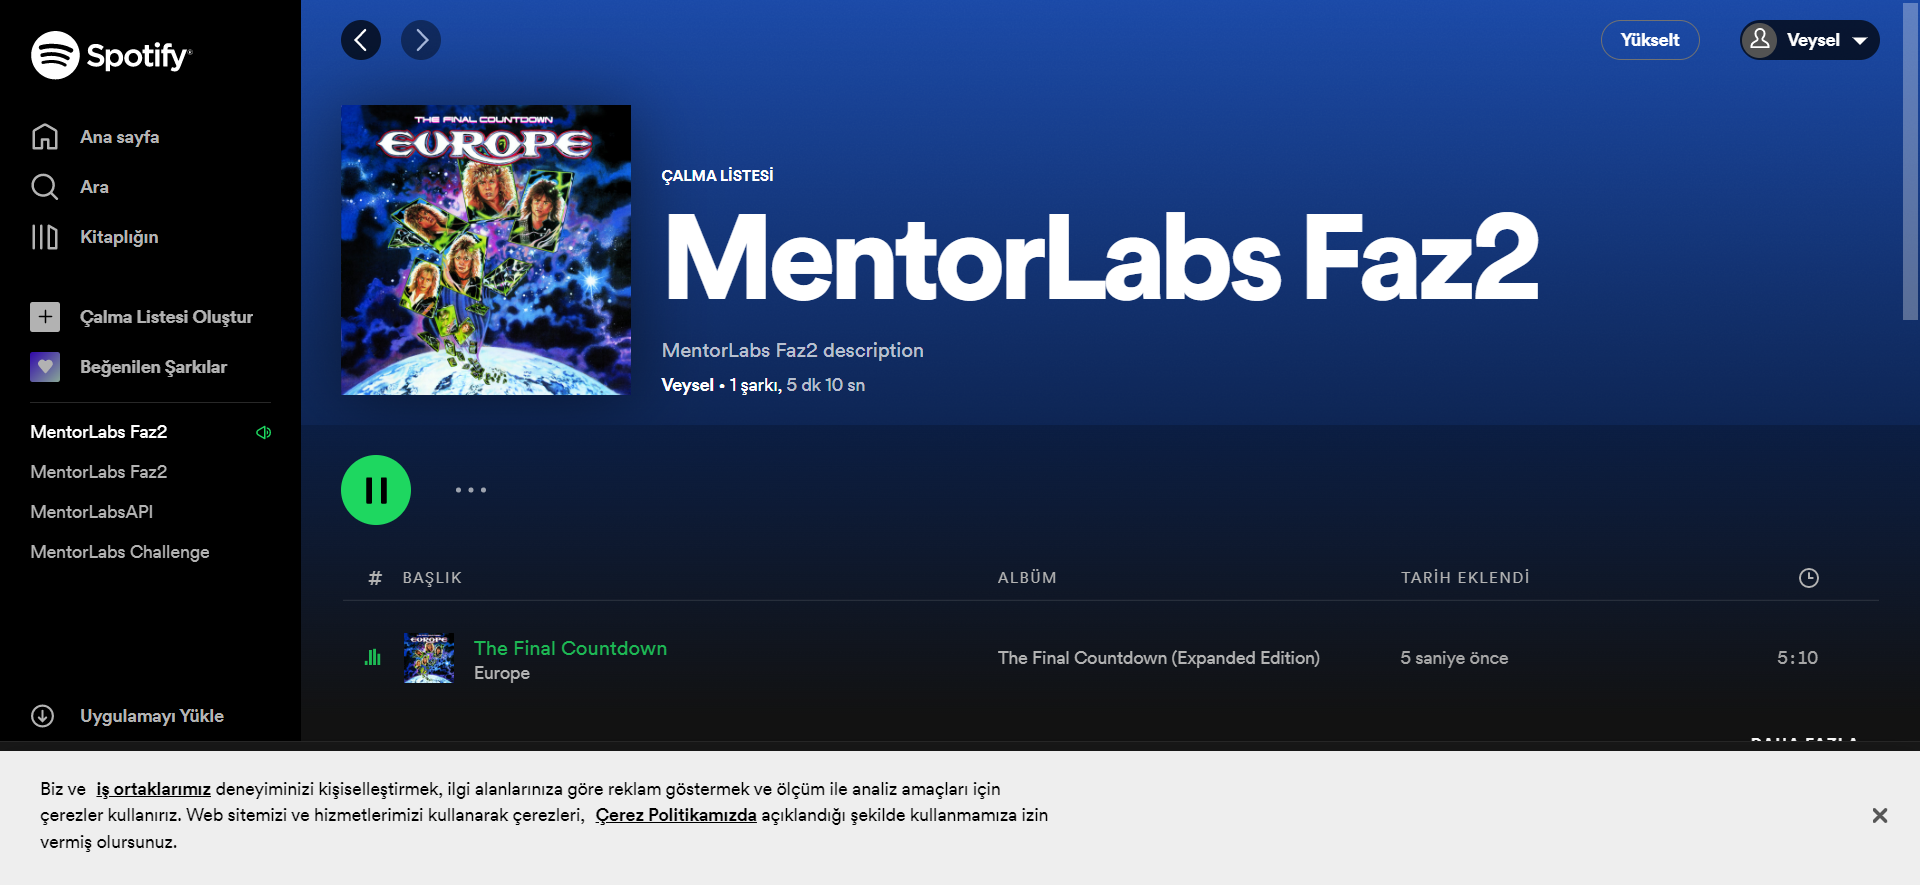 Spotify
Ana sayfa
Ara
Kitaplığın
Çalma Listesi Oluştur
Beğenilen Şarkılar
MentorLabs Faz2
MentorLabs Faz2
MentorLabsAPI
MentorLabs Challenge
Uygulamayı Yükle
Yükselt
Veysel
THE FINAL COUNTDOWN
EUROPE
ÇALMA LİSTESİ
MentorLabs Faz2
MentorLabs Faz2 description
Veysel • 1 şarkı, 5 dk 10 sn
# BAŞLIK ALBÜM TARİH EKLENDİ
EUROPE
The Final Countdown
Europe
The Final Countdown (Expanded Edition) 5 saniye önce 5:10
DAHA FAZLA
Biz ve iş ortaklarımız deneyiminizi kişiselleştirmek, ilgi alanlarınıza göre reklam göstermek ve ölçüm ile analiz amaçları için
çerezler kullanırız. Web sitemizi ve hizmetlerimizi kullanarak çerezleri, Çerez Politikamızda açıklandığı şekilde kullanmamıza izin
vermiş olursunuz.